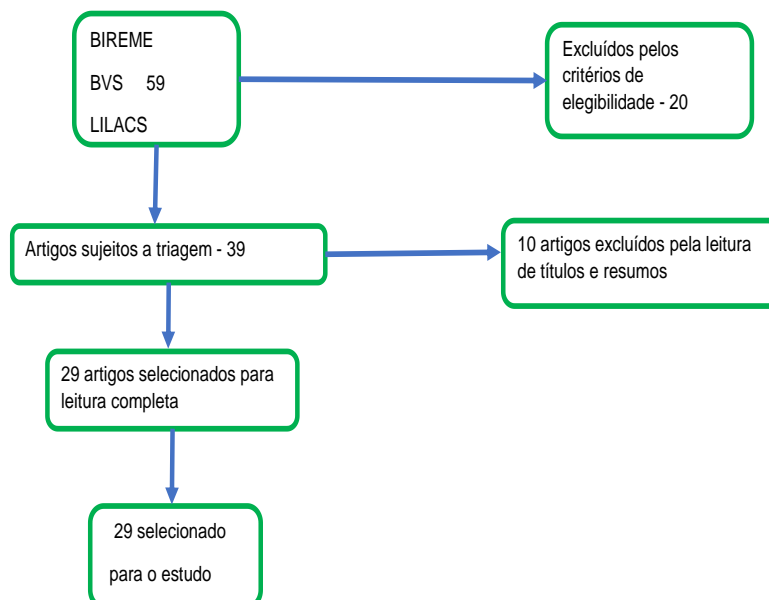 BIREME
BVS 59
LILACS
Excluídos pelos
critérios de
elegibilidade - 20
Artigos sujeitos a triagem - 39
10 artigos excluídos pela leitura
de títulos e resumos
29 artigos selecionados para
leitura completa
29 selecionado
para o estudo